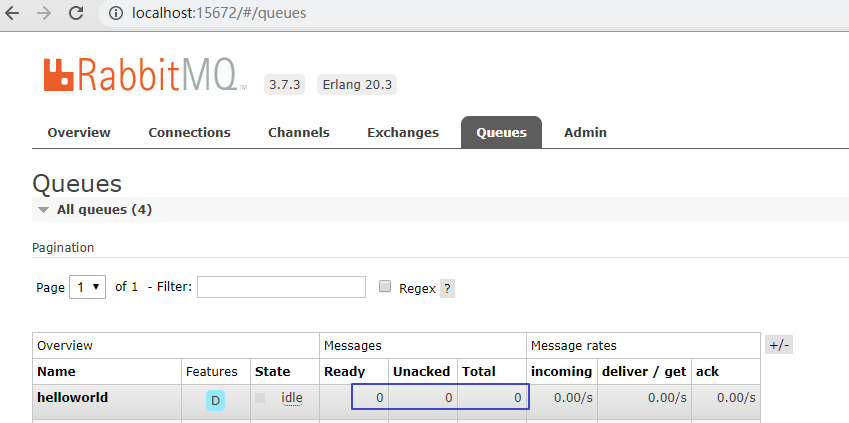 localhost:15672/#/queues
RabbitMQ TM 3.7.3 Erlang 20.3
Overview Connections Channels Exchanges Queues Admin
Queues
All queues (4)
Pagination
Page 1 of 1 - Filter: Regex ?
Overview Messages Message rates +/-
Name Features State Ready Unacked Total incoming deliver / get ack
helloworld D idle 0 0 0 0.00/s 0.00/s 0.00/s